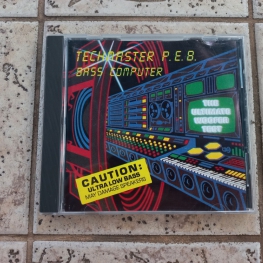 TECHMASTER P.E.B.
BASS COMPUTER
THE
ULTIMATE
WOOFER
TEST
CAUTION:
ULTRA LOW BASS
MAY DAMAGE SPEAKERS